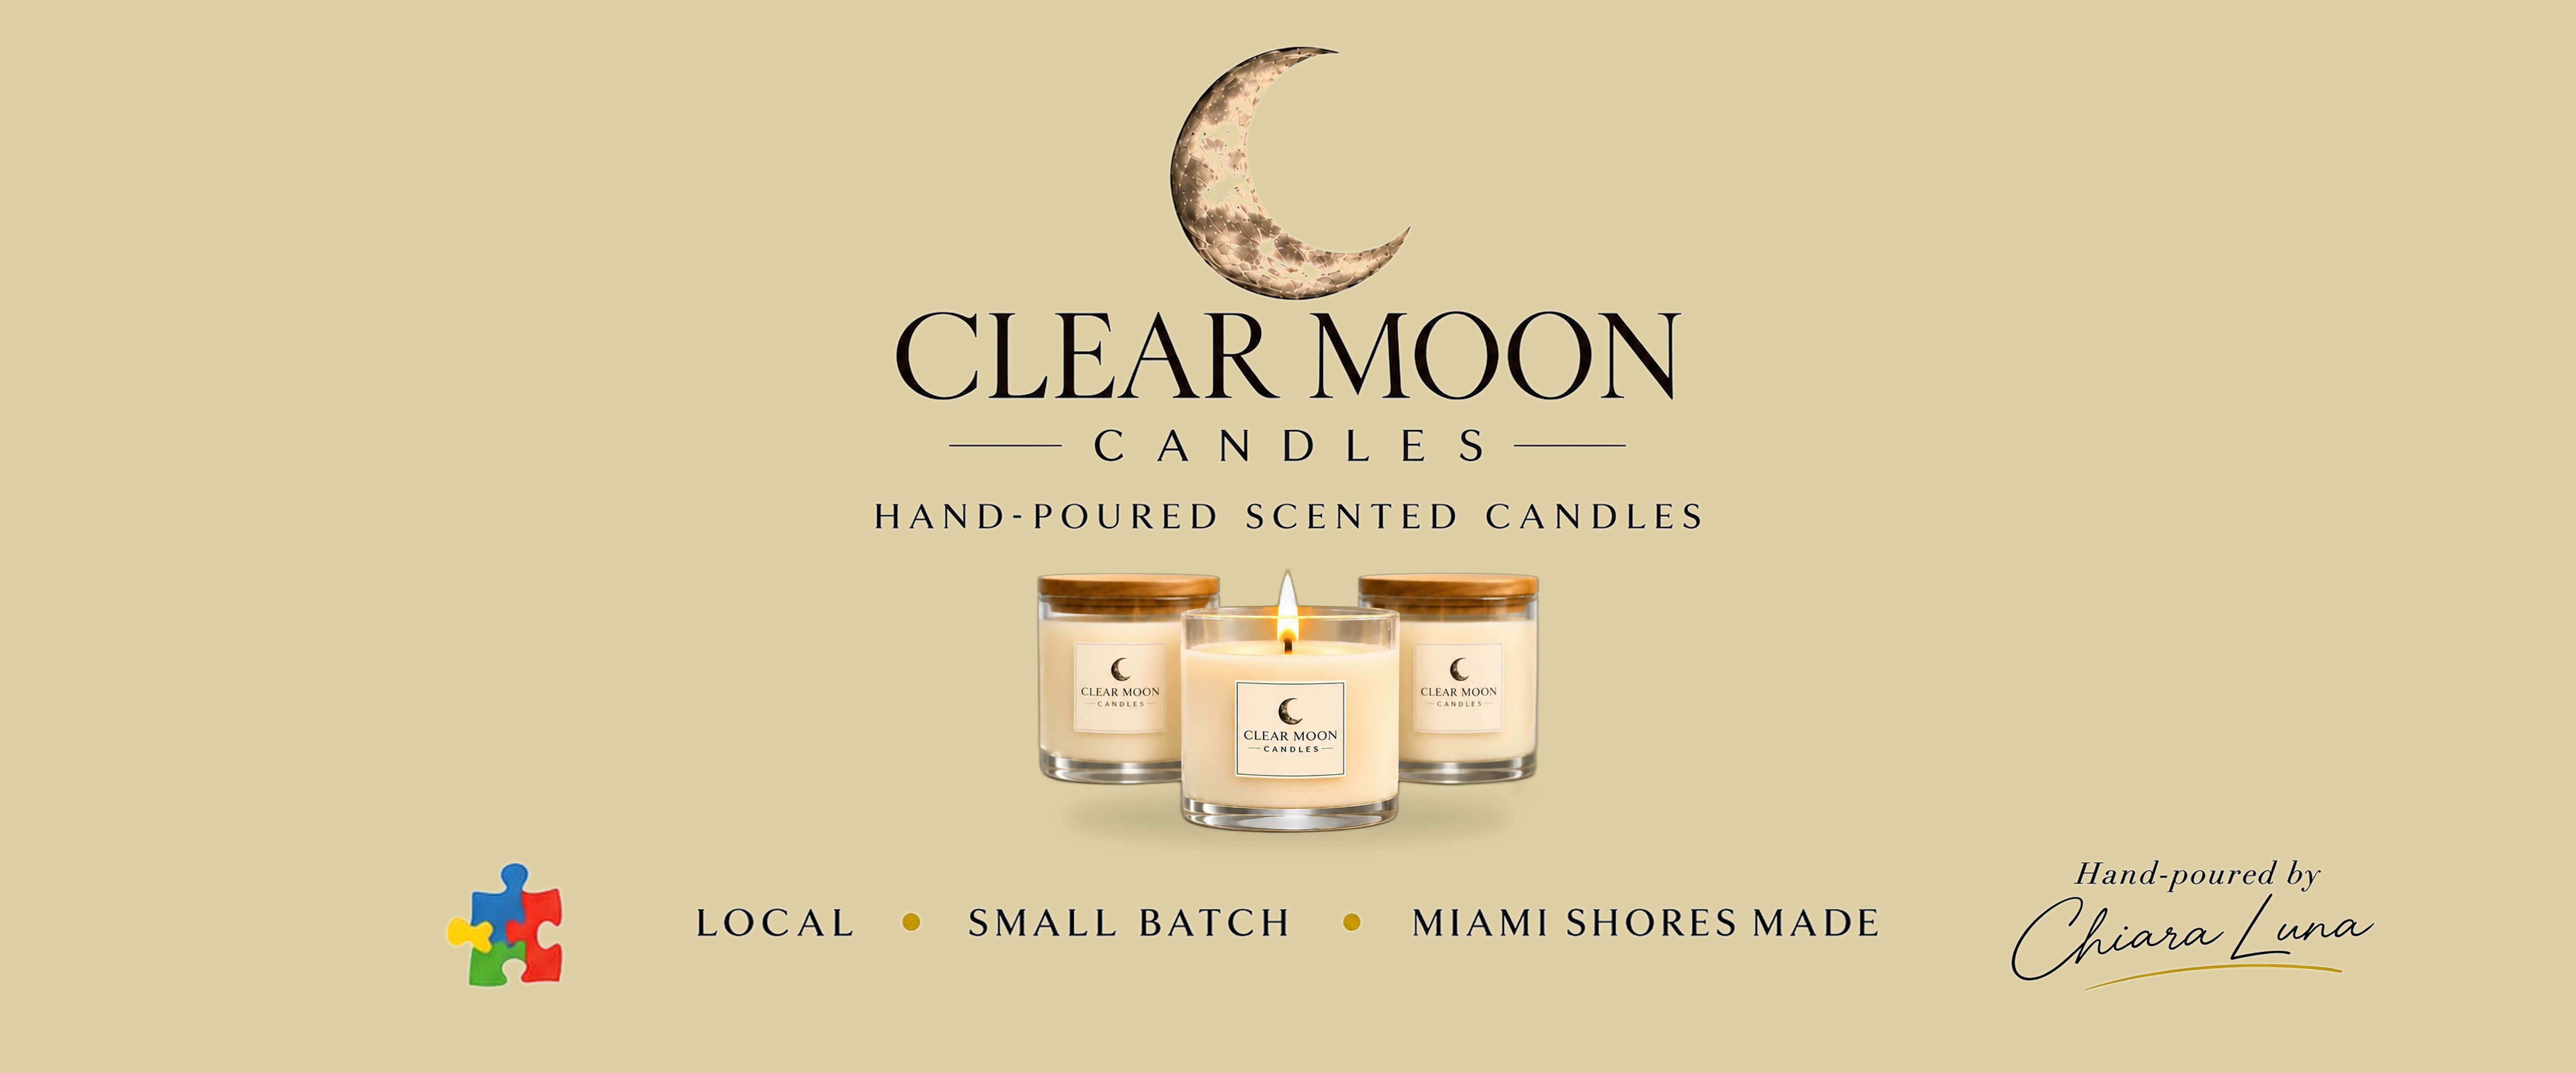 CLEAR MOON
CANDLES
HAND-POURED SCENTED CANDLES
CLEAR MOON
CANDLES
CLEAR MOON
CANDLES
CLEAR MOON
CANDLES
LOCAL • SMALL BATCH • MIAMI SHORES MADE
Hand-poured by
Chiara Luna